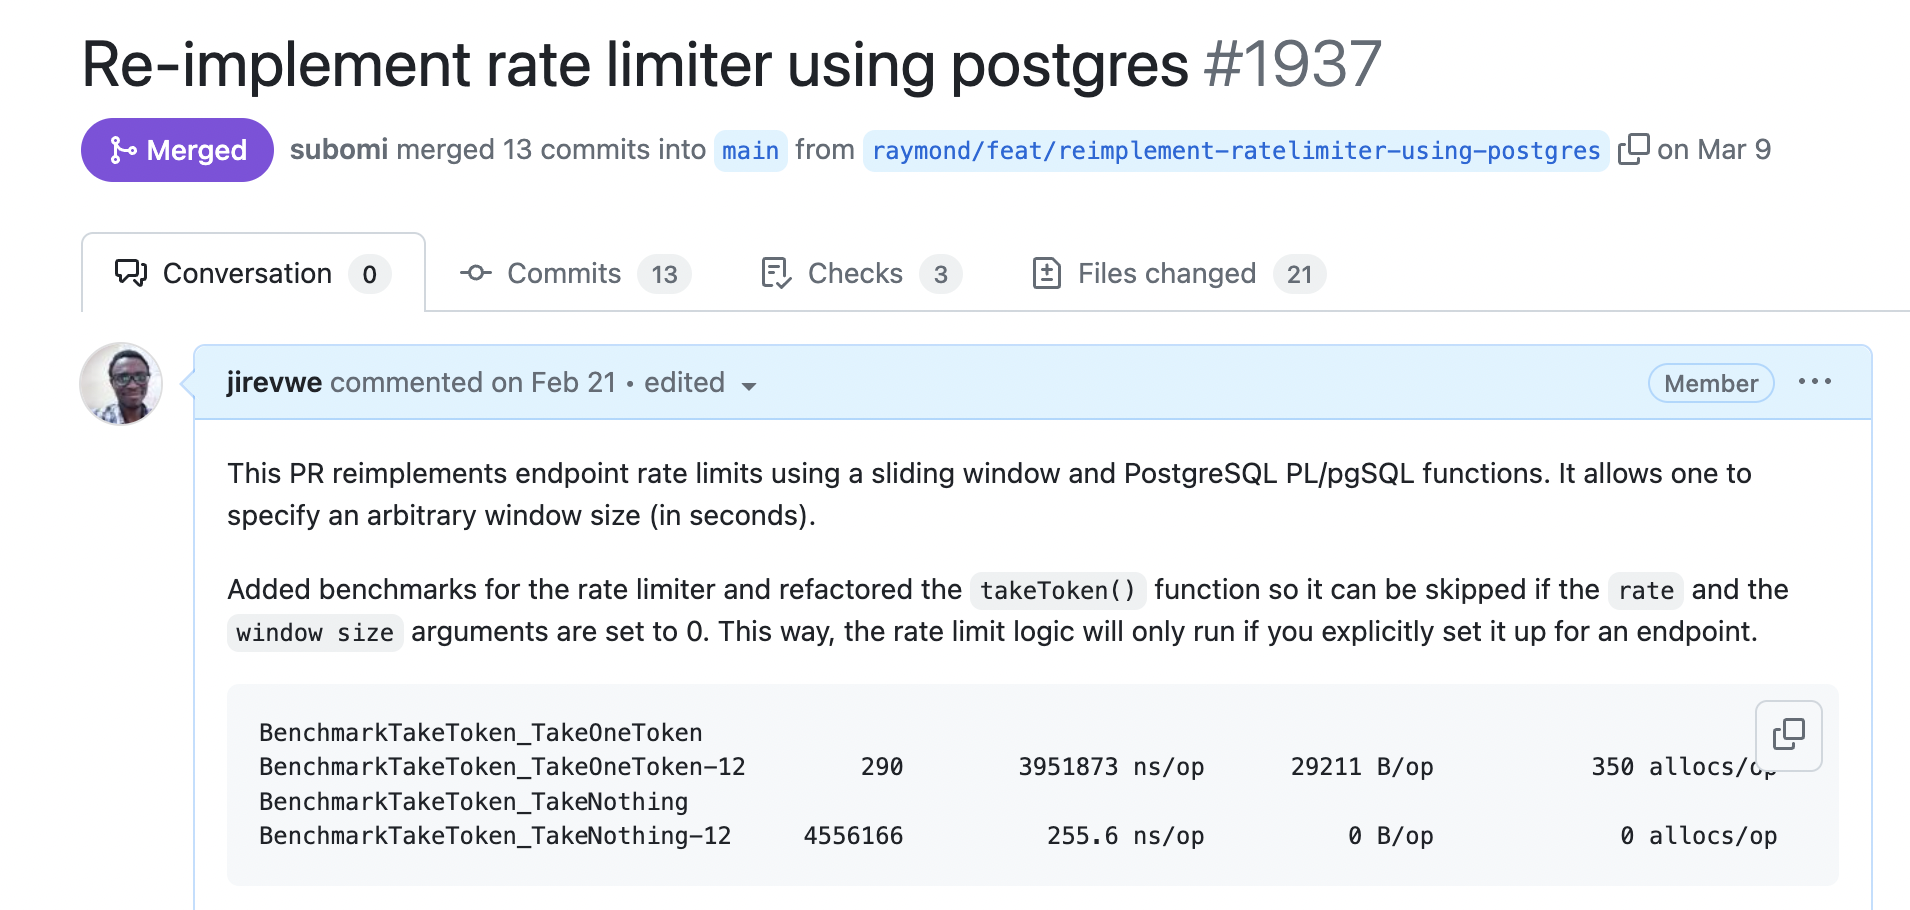 Re-implement rate limiter using postgres #1937
Merged subomi merged 13 commits into main from raymond/feat/reimplement-ratelimiter-using-postgres on Mar 9
Conversation 0 Commits 13 Checks 3 Files changed 21
jirevwe commented on Feb 21 • edited Member
This PR reimplements endpoint rate limits using a sliding window and PostgreSQL PL/pgSQL functions. It allows one to
specify an arbitrary window size (in seconds).
Added benchmarks for the rate limiter and refactored the takeToken() function so it can be skipped if the rate and the
window size arguments are set to 0. This way, the rate limit logic will only run if you explicitly set it up for an endpoint.
BenchmarkTakeToken_TakeOneToken
BenchmarkTakeToken_TakeOneToken-12 290 3951873 ns/op 29211 B/op 350 allocs/op
BenchmarkTakeToken_TakeNothing
BenchmarkTakeToken_TakeNothing-12 4556166 255.6 ns/op 0 B/op 0 allocs/op